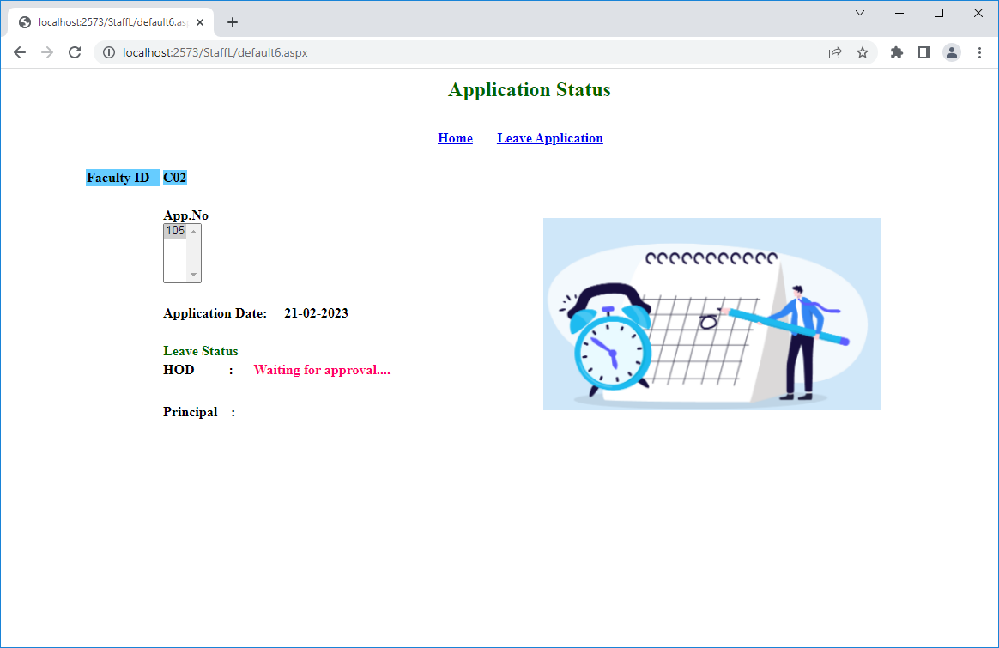 localhost:2573/StaffL/default6.as
localhost:2573/StaffL/default6.aspx
Application Status
Home Leave Application
Faculty ID C02
App.No
105
Application Date: 21-02-2023
Leave Status
HOD : Waiting for approval....
Principal :